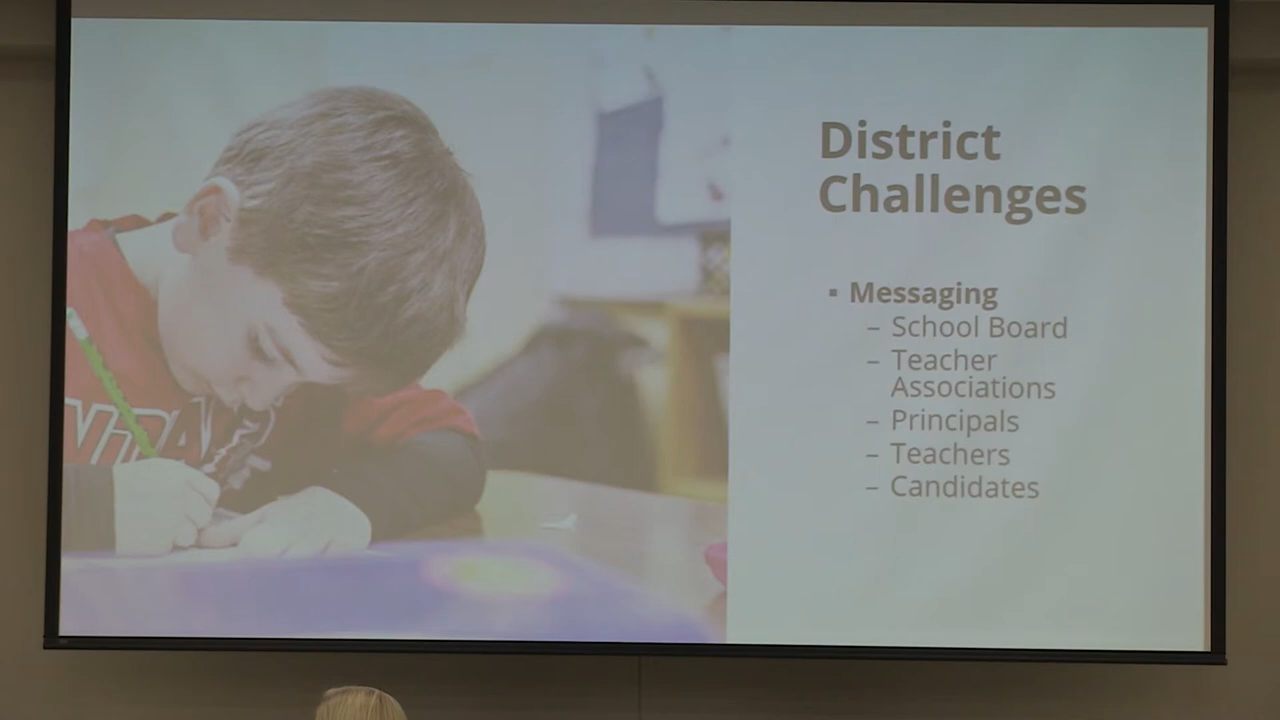 District
Challenges
▪ Messaging
– School Board
– Teacher
Associations
– Principals
– Teachers
– Candidates